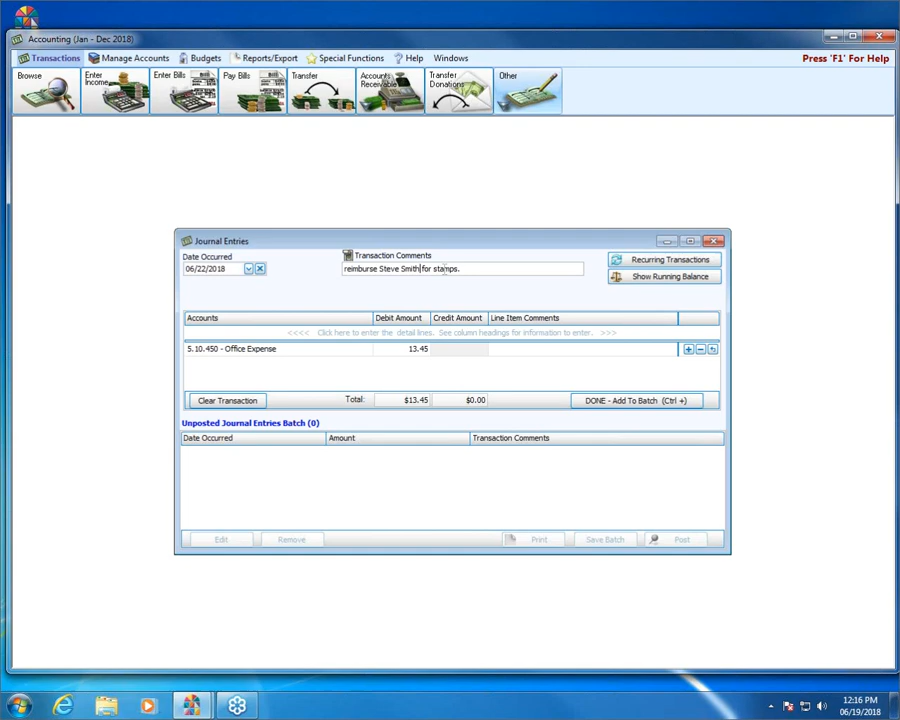 Accounting (Jan - Dec 2018)
Transactions Manage Accounts Budgets Reports/Export Special Functions Help Windows Press 'F1' For Help
Browse Enter Income Enter Bills Pay Bills Transfer Accounts Receivable Transfer Donations Other
Journal Entries
Date Occurred Transaction Comments Recurring Transactions
06/22/2018 reimburse Steve Smith for stamps. Show Running Balance
Accounts Debit Amount Credit Amount Line Item Comments
<<<< Click here to enter the detail lines. See column headings for information to enter. >>>
5.10.450 - Office Expense 13.45
Clear Transaction Total: $13.45 $0.00 DONE - Add To Batch (Ctrl +)
Unposted Journal Entries Batch (0)
Date Occurred Amount Transaction Comments
Edit Remove Print Save Batch Post
12:16 PM
06/19/2018